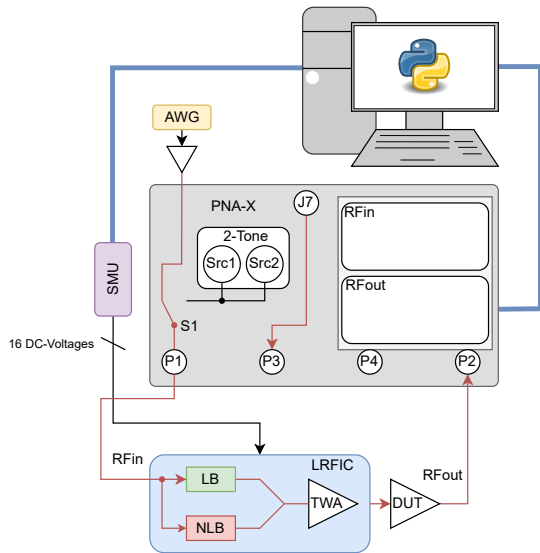 AWG
PNA-X
J7
2-Tone
Src1
Src2
RFin
RFout
SMU
S1
16 DC-Voltages
P1
P3
P4
P2
RFin
LRFIC
LB
NLB
TWA
DUT
RFout